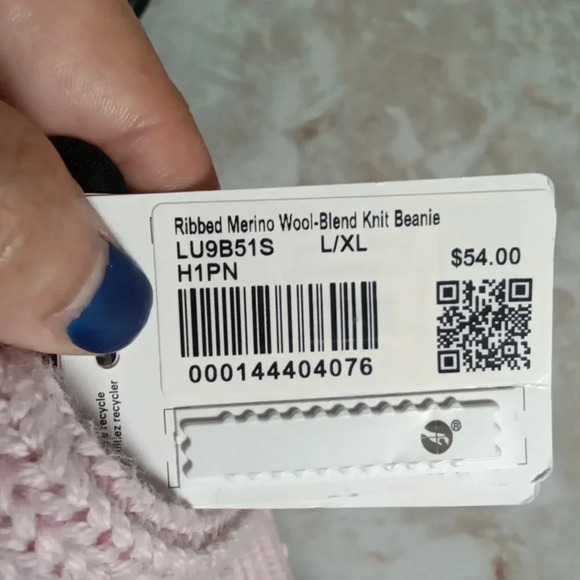 Ribbed Merino Wool-Blend Knit Beanie
LU9B51S L/XL
H1PN
$54.00
000144404076
®
recycle
recycler